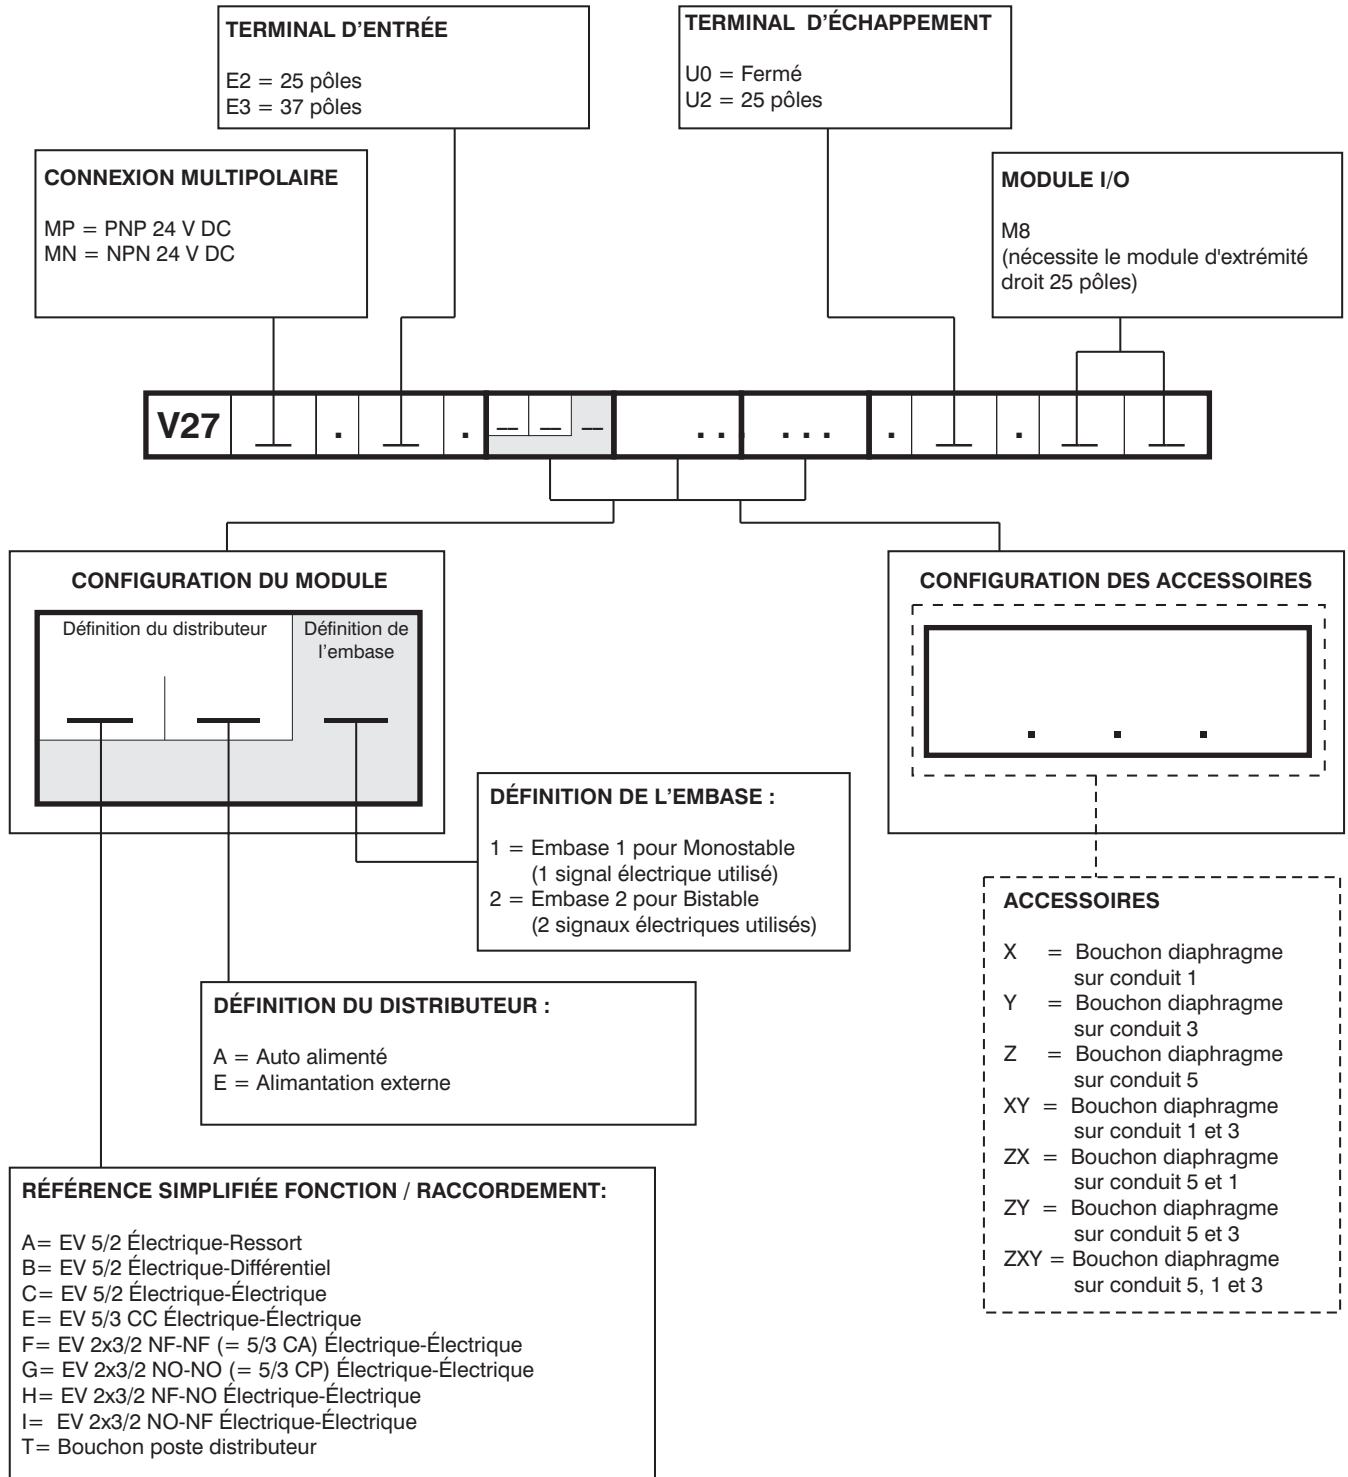 TERMINAL D'ENTRÉE
E2 = 25 pôles
E3 = 37 pôles
TERMINAL D'ÉCHAPPEMENT
U0 = Fermé
U2 = 25 pôles
CONNEXION MULTIPOLAIRE
MP = PNP 24 V DC
MN = NPN 24 V DC
MODULE I/O
M8
(nécessite le module d'extrémité
droit 25 pôles)
V27 __ . __ . __ __ __ . . . . . . . __ . __ __
CONFIGURATION DU MODULE
Définition du distributeur
Définition de
l'embase
CONFIGURATION DES ACCESSOIRES
. . .
DÉFINITION DE L'EMBASE :
1 = Embase 1 pour Monostable
(1 signal électrique utilisé)
2 = Embase 2 pour Bistable
(2 signaux électriques utilisés)
DÉFINITION DU DISTRIBUTEUR :
A = Auto alimenté
E = Alimantation externe
ACCESSOIRES
X = Bouchon diaphragme
sur conduit 1
Y = Bouchon diaphragme
sur conduit 3
Z = Bouchon diaphragme
sur conduit 5
XY = Bouchon diaphragme
sur conduit 1 et 3
ZX = Bouchon diaphragme
sur conduit 5 et 1
ZY = Bouchon diaphragme
sur conduit 5 et 3
ZXY = Bouchon diaphragme
sur conduit 5, 1 et 3
RÉFÉRENCE SIMPLIFIÉE FONCTION / RACCORDEMENT:
A= EV 5/2 Électrique-Ressort
B= EV 5/2 Électrique-Différentiel
C= EV 5/2 Électrique-Électrique
E= EV 5/3 CC Électrique-Électrique
F= EV 2x3/2 NF-NF (= 5/3 CA) Électrique-Électrique
G= EV 2x3/2 NO-NO (= 5/3 CP) Électrique-Électrique
H= EV 2x3/2 NF-NO Électrique-Électrique
I= EV 2x3/2 NO-NF Électrique-Électrique
T= Bouchon poste distributeur